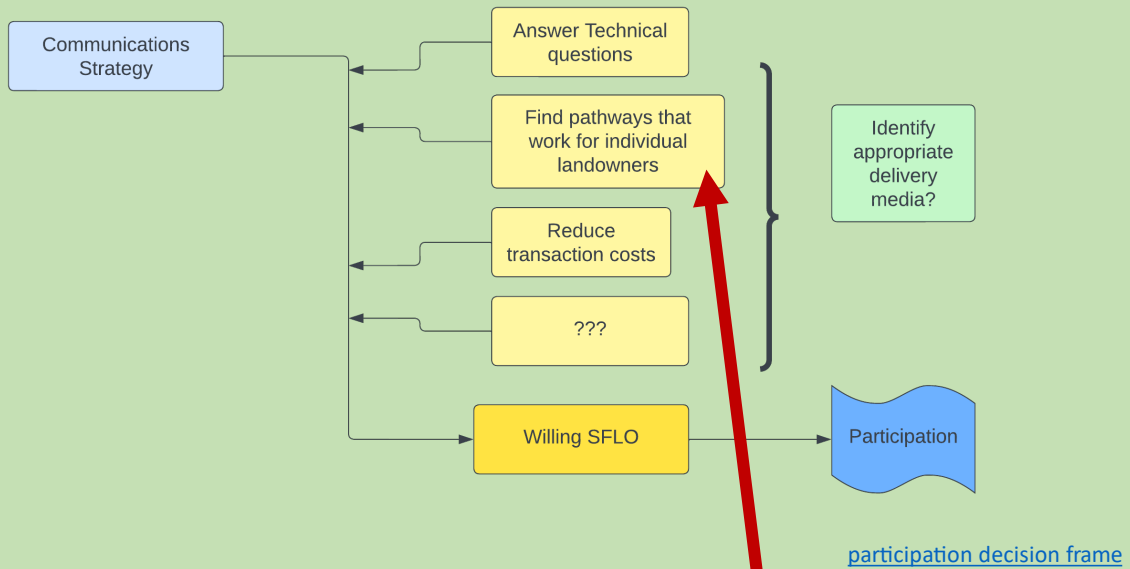 Communications
Strategy
Answer Technical
questions
Find pathways that
work for individual
landowners
Identify
appropriate
delivery
media?
Reduce
transaction costs
???
Willing SFLO
Participation
participation decision frame